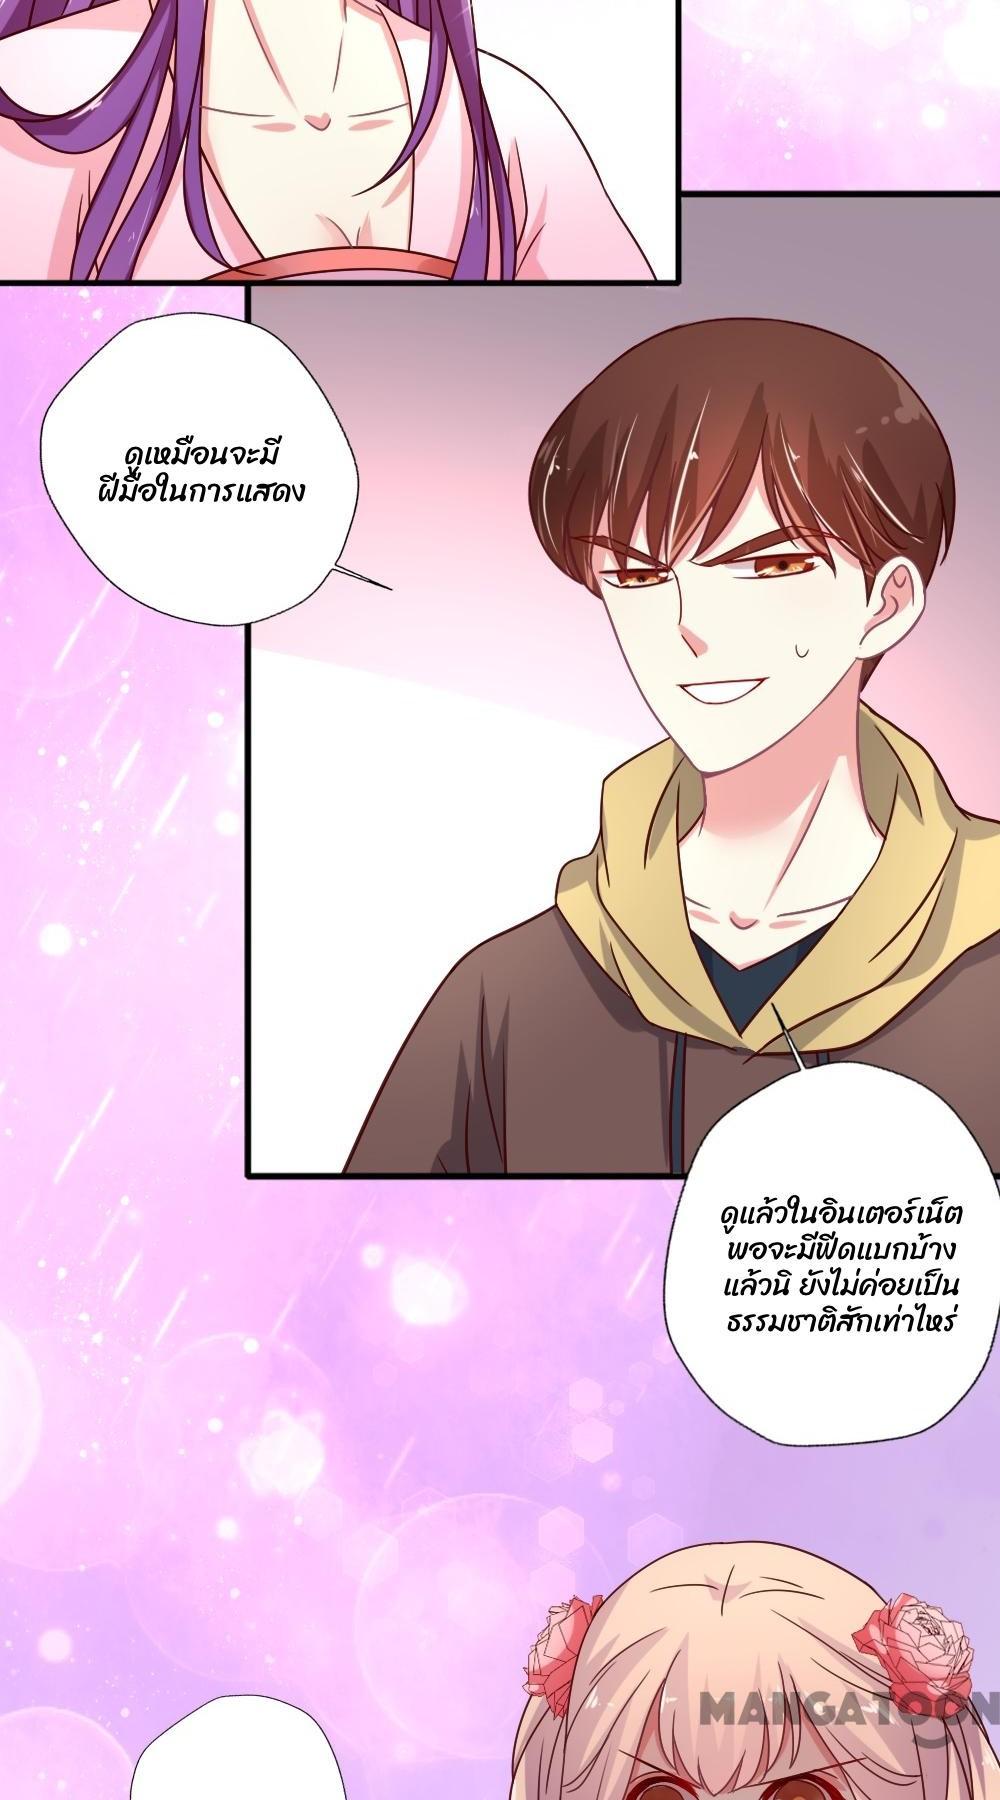 ดูเหมือนจะมี
ฝีมือในการแสดง
ดูแล้วในอินเตอร์เน็ต
พอจะมีฟีดแบกบ้าง
แล้วนิ ยังไม่ค่อยเป็น
ธรรมชาติสักเท่าไหร่
MANGATOON